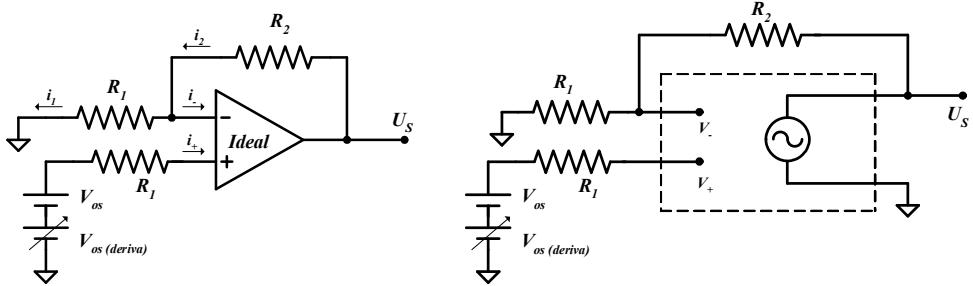 R2
i2
i1
R1
i-
-
Ideal
i+
+
US
R1
Vos
Vos (deriva)
R2
R1
V-
US
R1
V+
Vos
Vos (deriva)